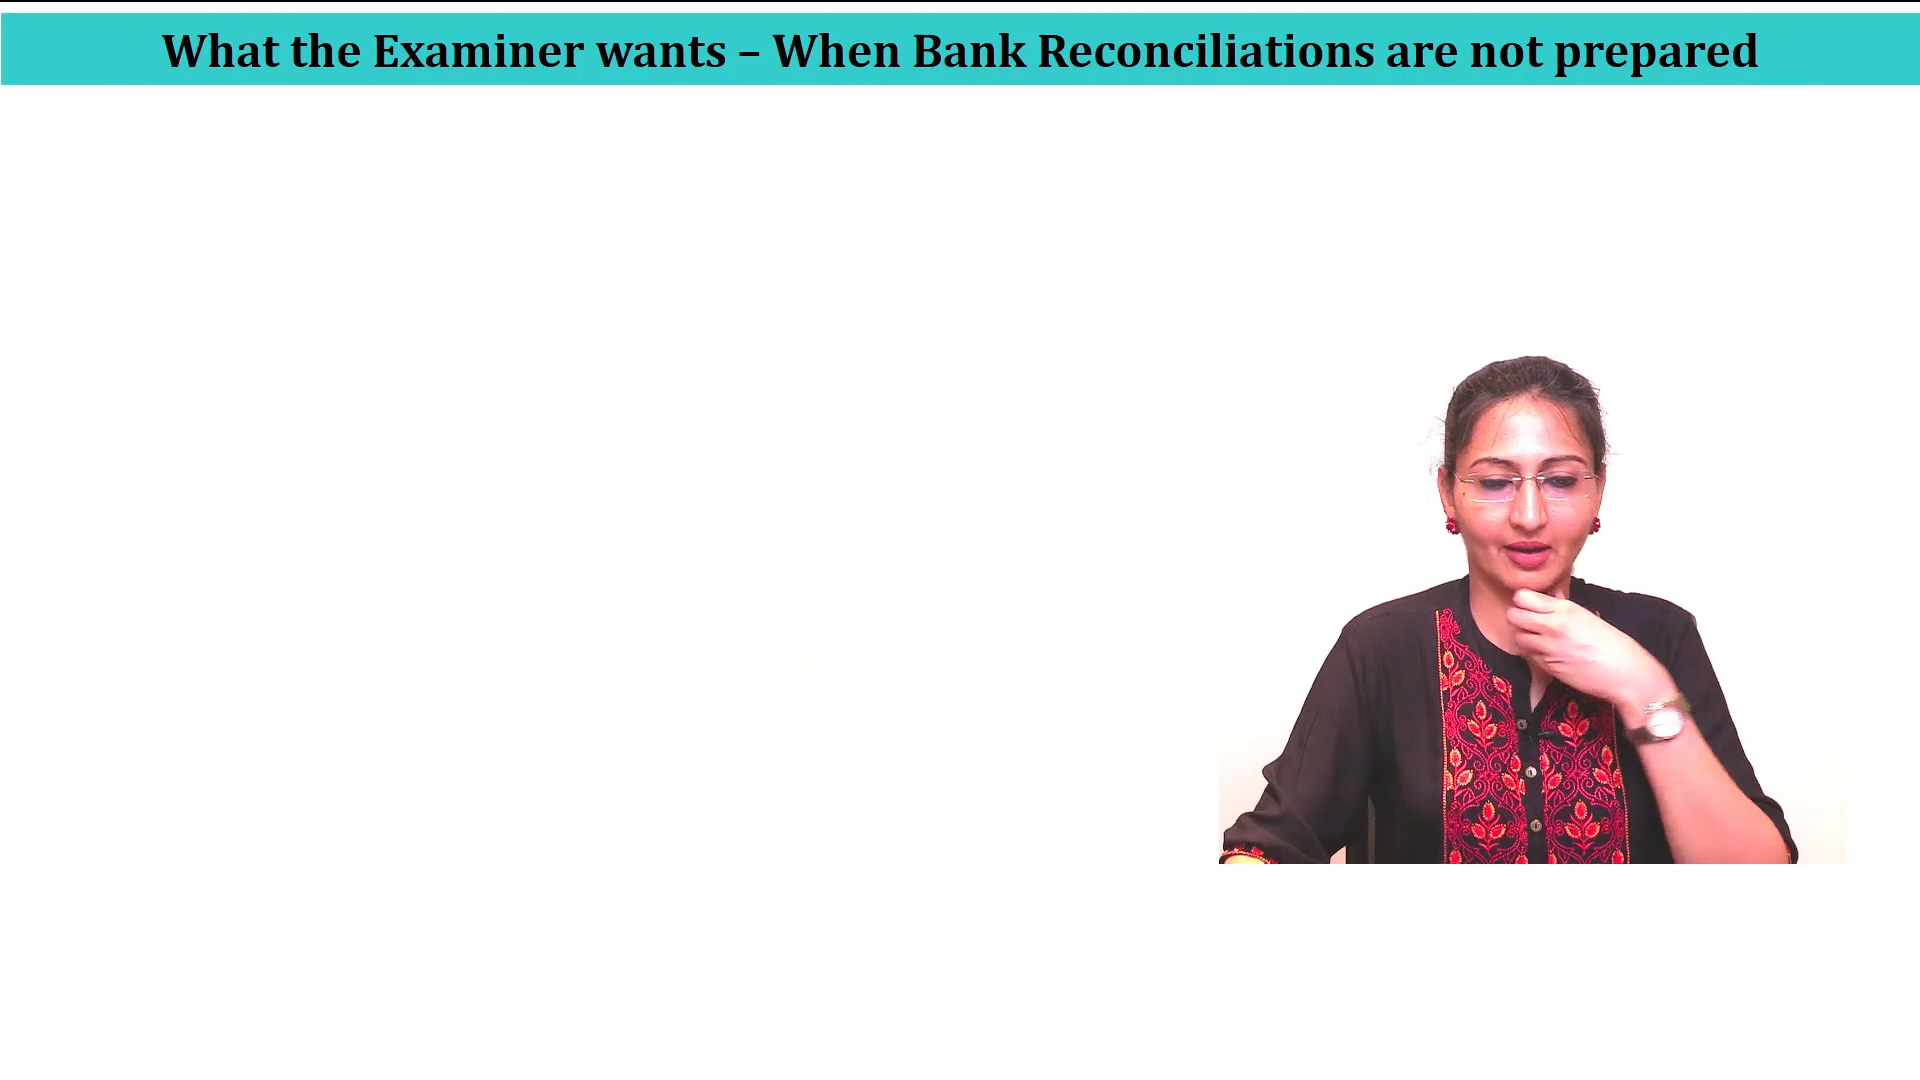 What the Examiner wants – When Bank Reconciliations are not prepared